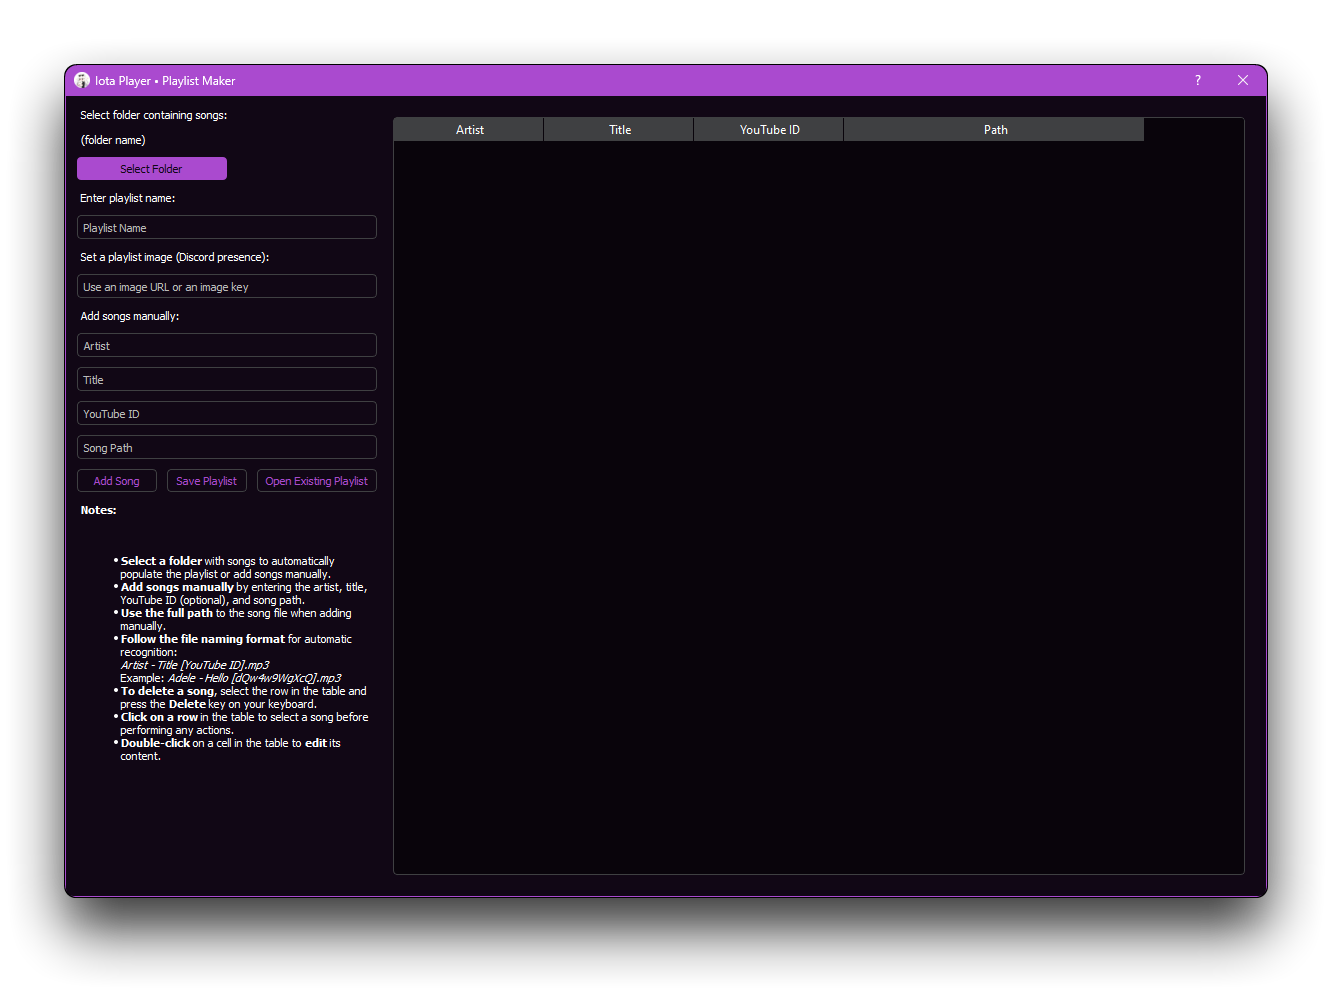 Iota Player • Playlist Maker
?
Select folder containing songs:
(folder name)
Select Folder
Enter playlist name:
Playlist Name
Set a playlist image (Discord presence):
Use an image URL or an image key
Add songs manually:
Artist
Title
YouTube ID
Song Path
Add Song
Save Playlist
Open Existing Playlist
Notes:
• Select a folder with songs to automatically
populate the playlist or add songs manually.
• Add songs manually by entering the artist, title,
YouTube ID (optional), and song path.
• Use the full path to the song file when adding
manually.
• Follow the file naming format for automatic
recognition:
Artist - Title [YouTube ID].mp3
Example: Adele - Hello [dQw4w9WgXcQ].mp3
• To delete a song, select the row in the table and
press the Delete key on your keyboard.
• Click on a row in the table to select a song before
performing any actions.
• Double-click on a cell in the table to edit its
content.
Artist
Title
YouTube ID
Path